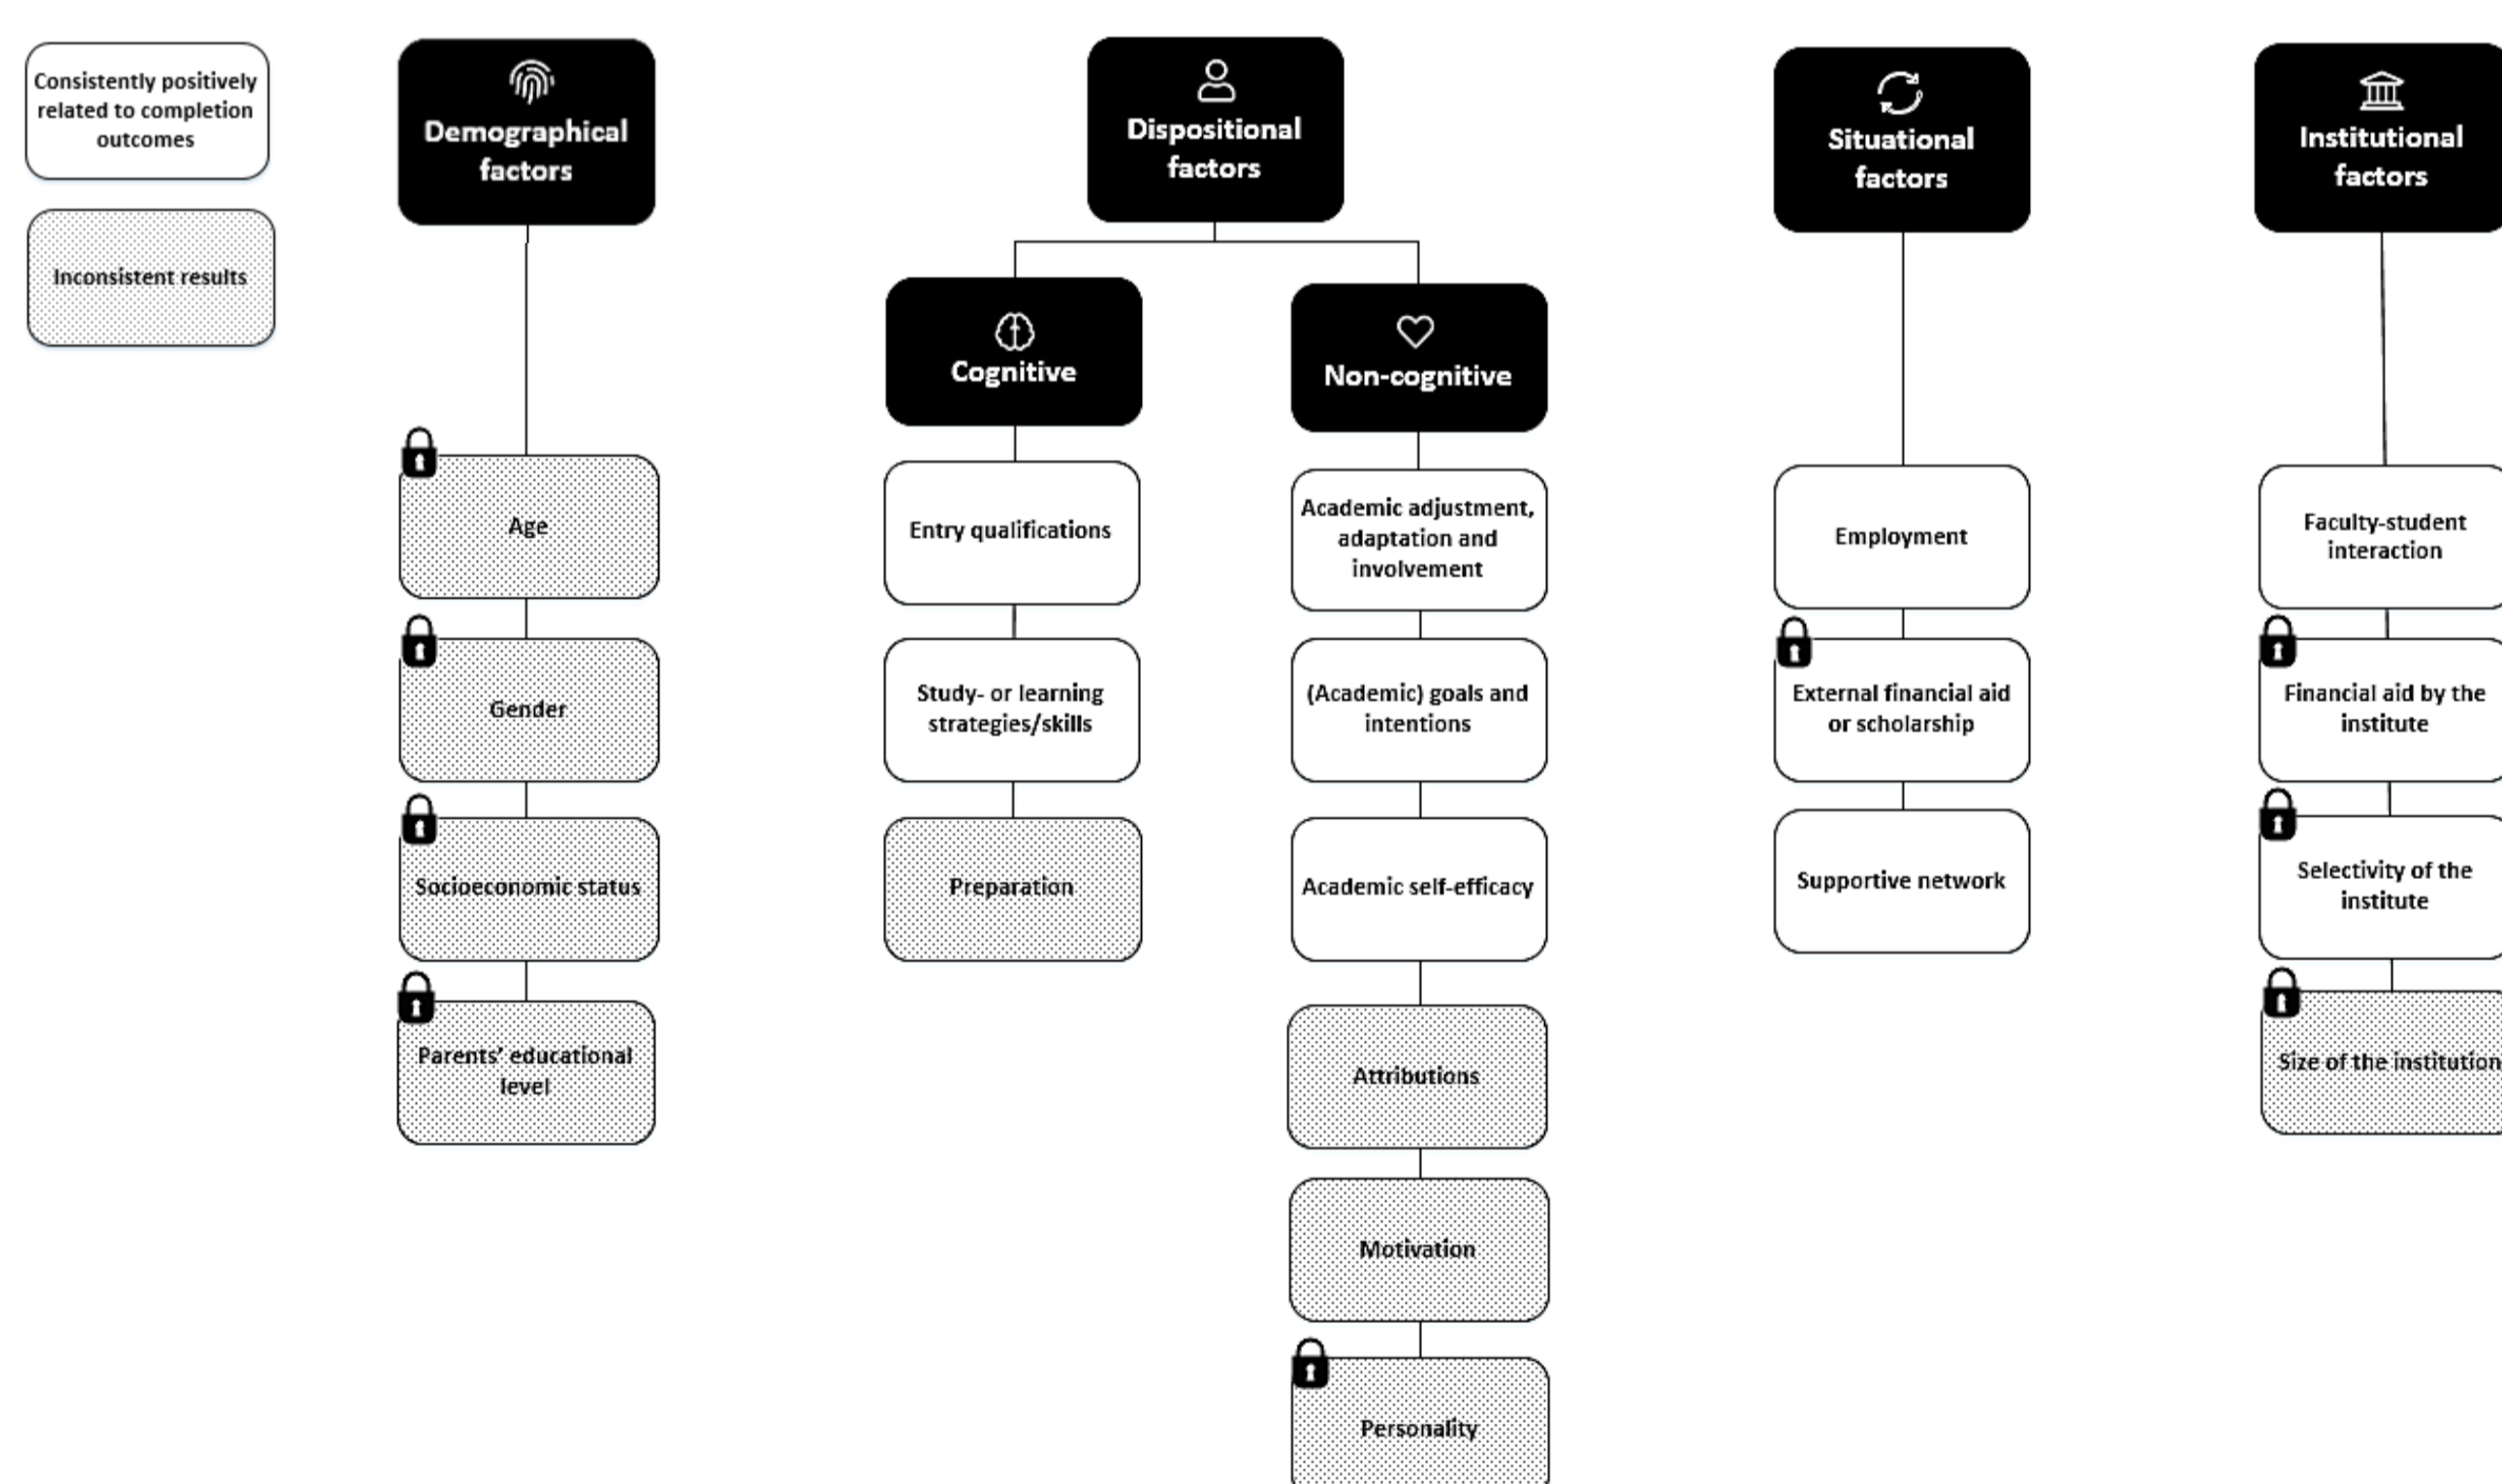 Consistently positively
related to completion
outcomes
Inconsistent results
Demographical
factors
Age
Gender
Socioeconomic status
Parents’ educational
level
Dispositional
factors
Cognitive
Entry qualifications
Study- or learning
strategies/skills
Preparation
Non-cognitive
Academic adjustment,
adaptation and
involvement
(Academic) goals and
intentions
Academic self-efficacy
Attributions
Motivation
Personality
Situational
factors
Employment
External financial aid
or scholarship
Supportive network
Institutional
factors
Faculty-student
interaction
Financial aid by the
institute
Selectivity of the
institute
Size of the institution